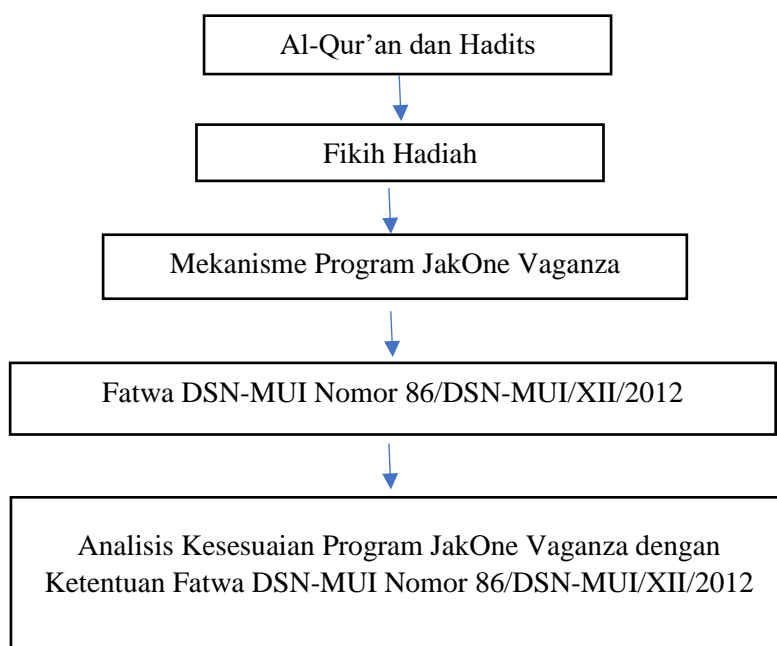 Al-Qur’an dan Hadits
Fikih Hadiah
Mekanisme Program JakOne Vaganza
Fatwa DSN-MUI Nomor 86/DSN-MUI/XII/2012
Analisis Kesesuaian Program JakOne Vaganza dengan
Ketentuan Fatwa DSN-MUI Nomor 86/DSN-MUI/XII/2012